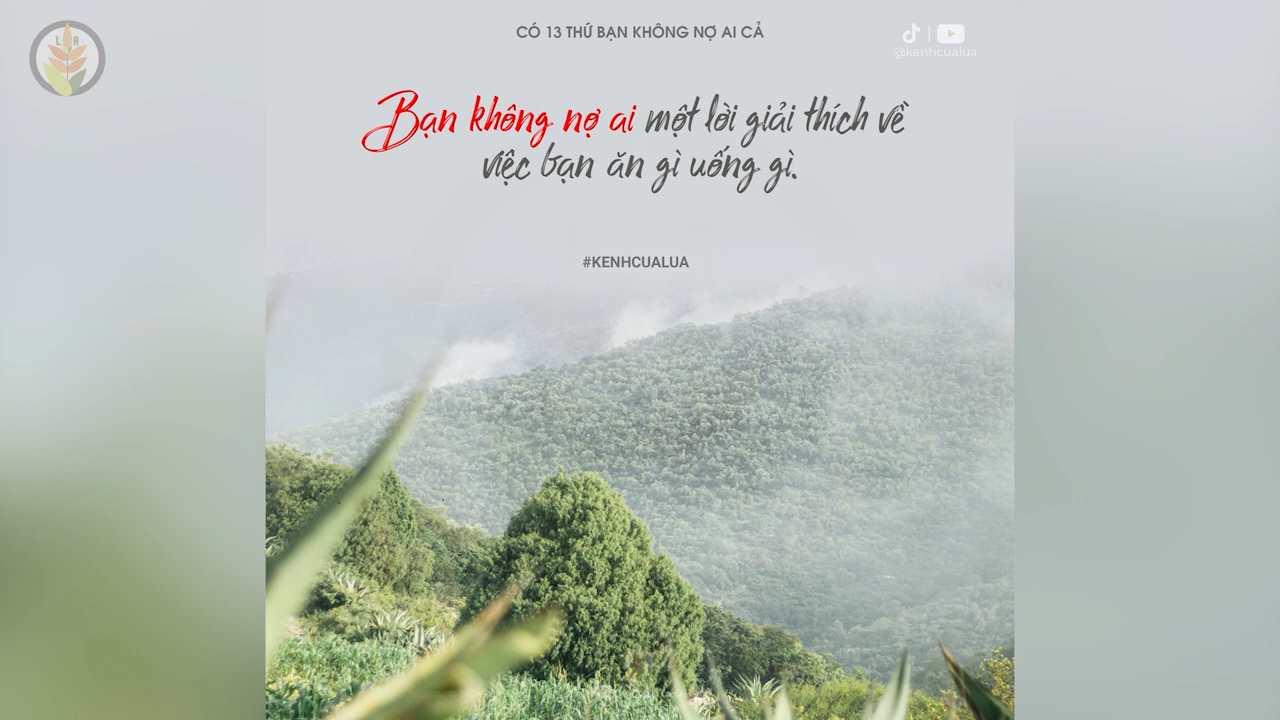 L A
CÓ 13 THỨ BẠN KHÔNG NỢ AI CẢ
@kenhcualua
Bạn không nợ ai một lời giải thích về
việc bạn ăn gì uống gì.
#KENHCUALUA